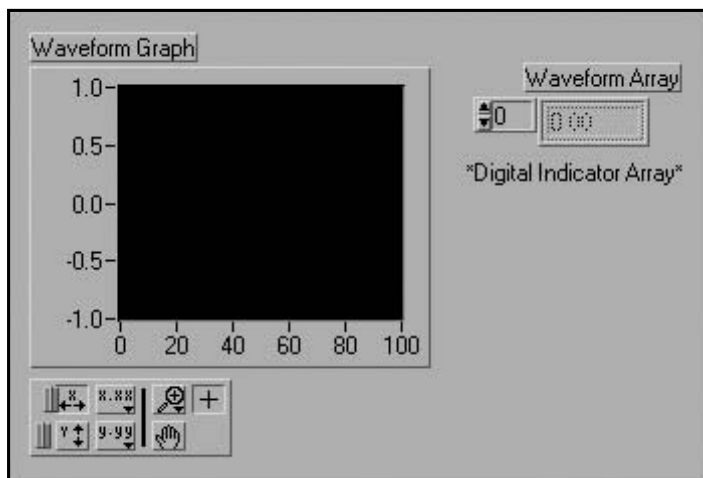 Waveform Graph
1.0
0.5
0.0
-0.5
-1.0
0 20 40 60 80 100
Waveform Array
0
0.00
*Digital Indicator Array*
X
X.XX
Y
Y.YY